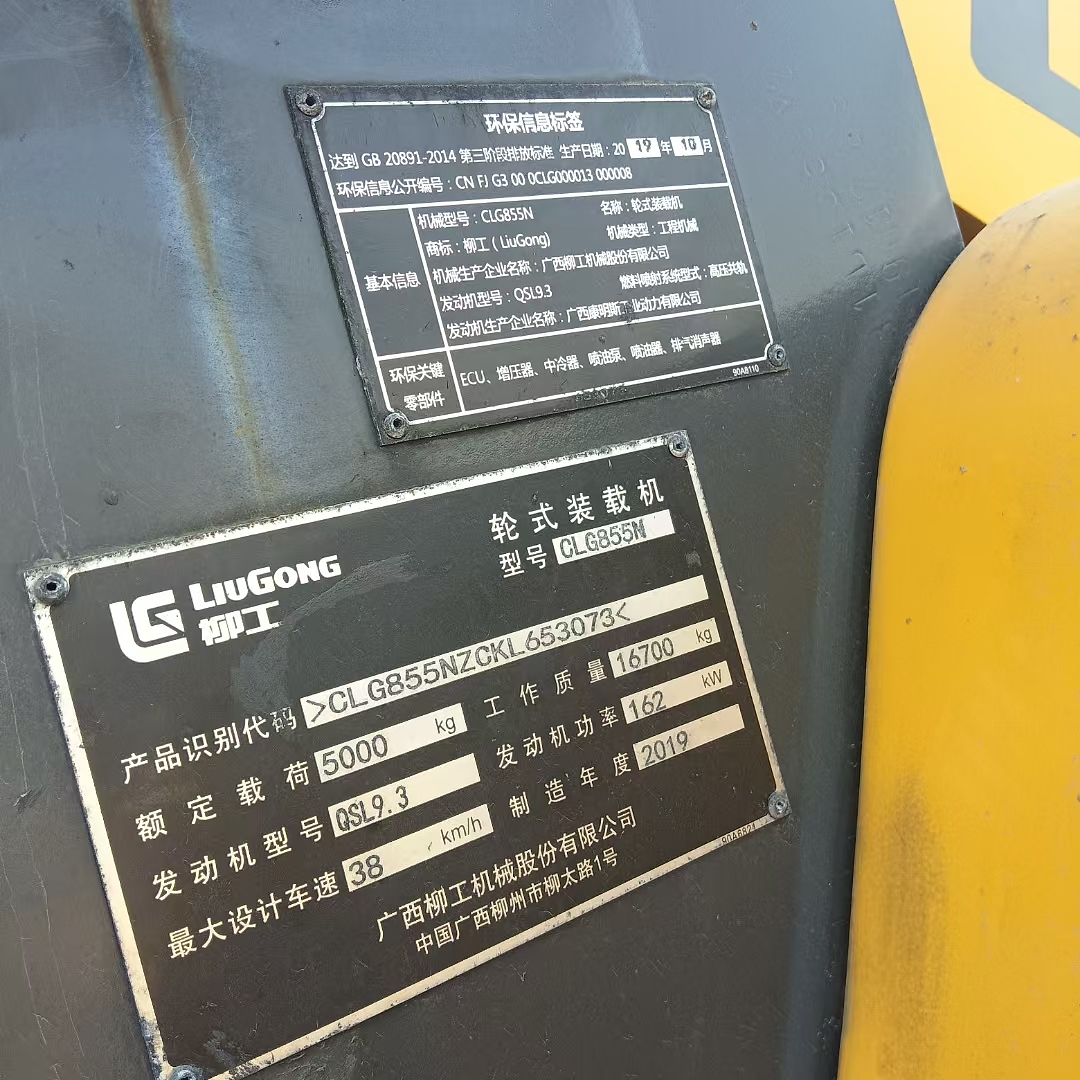 环保信息标签
达到 GB 20891-2014 第三阶段排放标准 生产日期：2019年10月
环保信息公开编号：CN FJ G3 00 0CLG000013 000008
基本信息
机械型号：CLG855N 名称：轮式装载机
商标：柳工（LiuGong） 机械类型：工程机械
机械生产企业名称：广西柳工机械股份有限公司
发动机型号：QSL9.3 燃料喷射系统型式：高压共轨
发动机生产企业名称：广西康明斯工业动力有限公司
环保关键零部件
ECU、增压器、中冷器、喷油泵、喷油器、排气消声器
90A8110
LIUGONG
柳工
轮式装载机
型号 CLG855N
产品识别代码 >CLG855NZCKL653073<
额定载荷 5000 kg 工作质量 16700 kg
发动机型号 QSL9.3 发动机功率 162 kW
最大设计车速 38 km/h 制造年度 2019
广西柳工机械股份有限公司
中国广西柳州市柳太路1号
90A6821